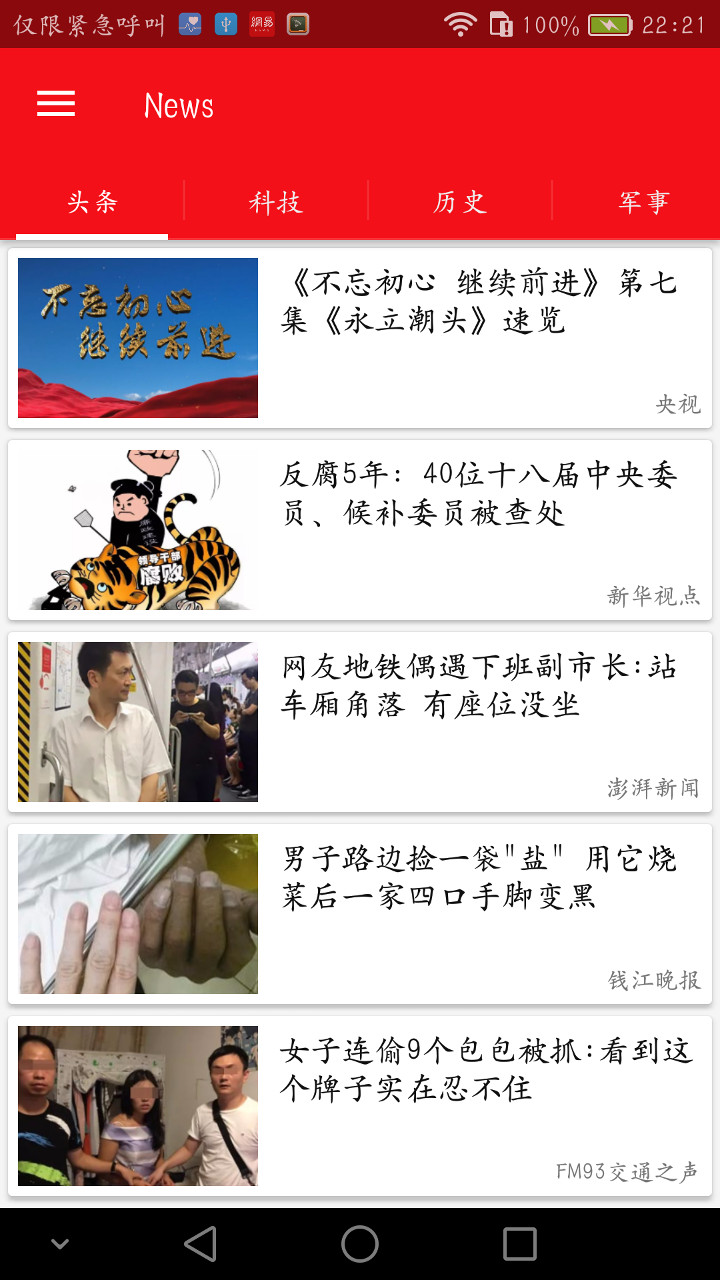 仅限紧急呼叫 網易 100% 22:21
News
头条 科技 历史 军事
不忘初心
继续前进
《不忘初心 继续前进》第七
集《永立潮头》速览
央视
领导干部
腐败
反腐5年: 40位十八届中央委
员、候补委员被查处
新华视点
网友地铁偶遇下班副市长:站
车厢角落 有座位没坐
澎湃新闻
男子路边捡一袋"盐" 用它烧
菜后一家四口手脚变黑
钱江晚报
女子连偷9个包包被抓:看到这
个牌子实在忍不住
FM93交通之声